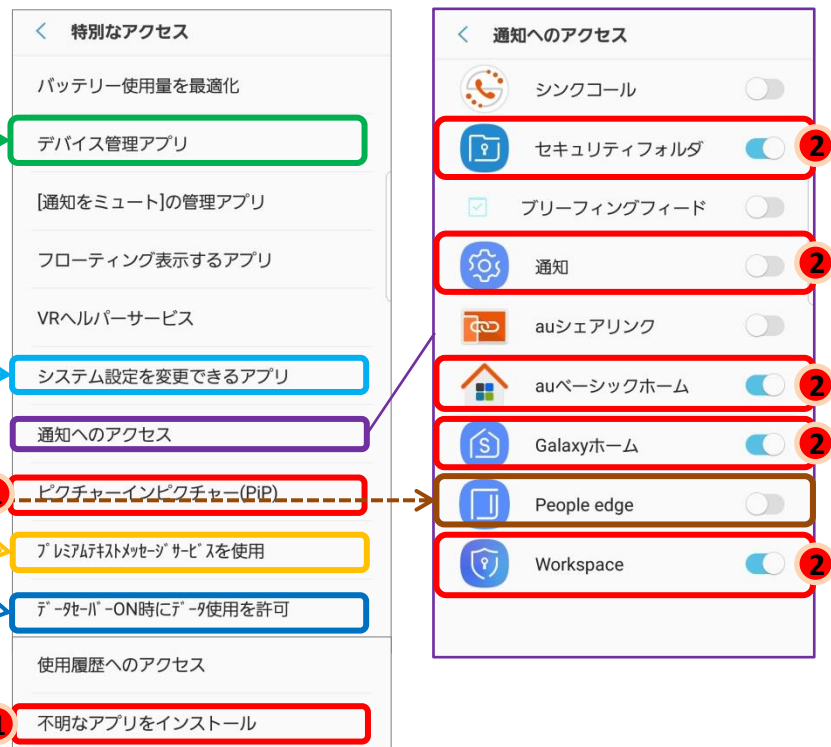 特別なアクセス
バッテリー使用量を最適化
デバイス管理アプリ
[通知をミュート]の管理アプリ
フローティング表示するアプリ
VRヘルパーサービス
システム設定を変更できるアプリ
通知へのアクセス
ピクチャーインピクチャー(PiP)
プレミアムテキストメッセージサービスを使用
データセーバーON時にデータ使用を許可
使用履歴へのアクセス
不明なアプリをインストール
1
通知へのアクセス
シンクコール
セキュリティフォルダ
2
ブリーフィングフィード
通知
2
auシェアリンク
auベーシックホーム
2
Galaxyホーム
2
People edge
Workspace
2